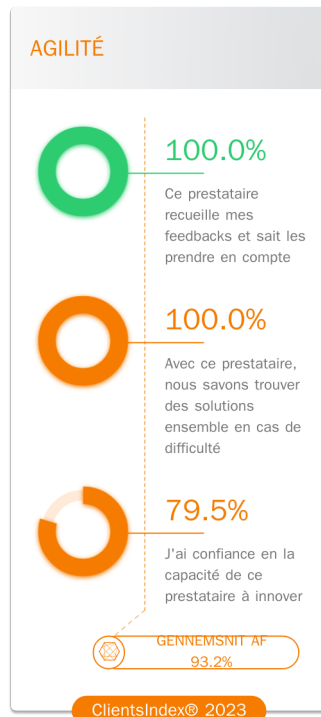 AGILITÉ
100.0%
Ce prestataire
recueille mes
feedbacks et sait les
prendre en compte
100.0%
Avec ce prestataire,
nous savons trouver
des solutions
ensemble en cas de
difficulté
79.5%
J'ai confiance en la
capacité de ce
prestataire à innover
GENNEMSNIT AF
93.2%
ClientsIndex® 2023